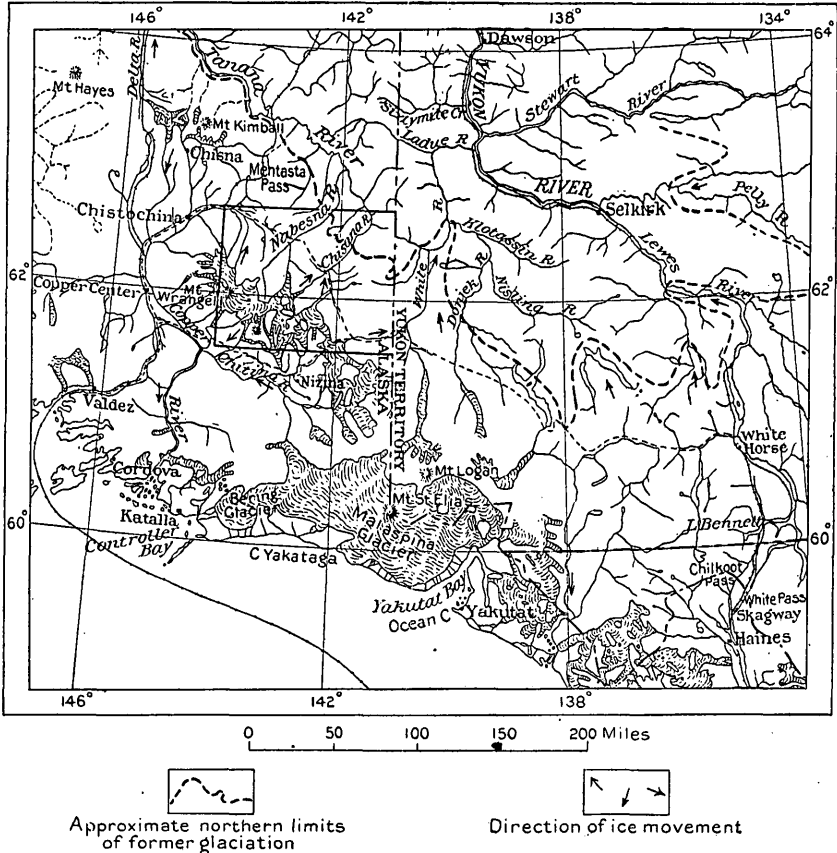 146°
142°
138°
134°
64°
Dawson
Tanana
Delta R
YUKON
Mt Hayes
Stewart
River
Mt Kimball
Ladue R
River
Chisna
Mentasta
Pass
RIVER
Pelly R
Selkirk
Chistochina
Nabesna R
Chisana R
R
Klotassin R
Lewes
62°
62°
Copper Center
Mt
Wrangell
White
Donjek R
Nisling R
River
Copper
YUKON TERRITORY
ALASKA
Chitina
Nizina
Valdez
River
White
Horse
Cordova
Mt Logan
Bering
Glacier
Mt St Elias
Katalla
Malaspina
Glacier
60°
L Bennett
60°
Controller
Bay
C Yakataga
Chilkoot
Pass
Yakutat Bay
White Pass
Ocean C
Yakutat
Skagway
Haines
146°
142°
138°
0 50 100 150 200 Miles
Approximate northern limits
of former glaciation
Direction of ice movement